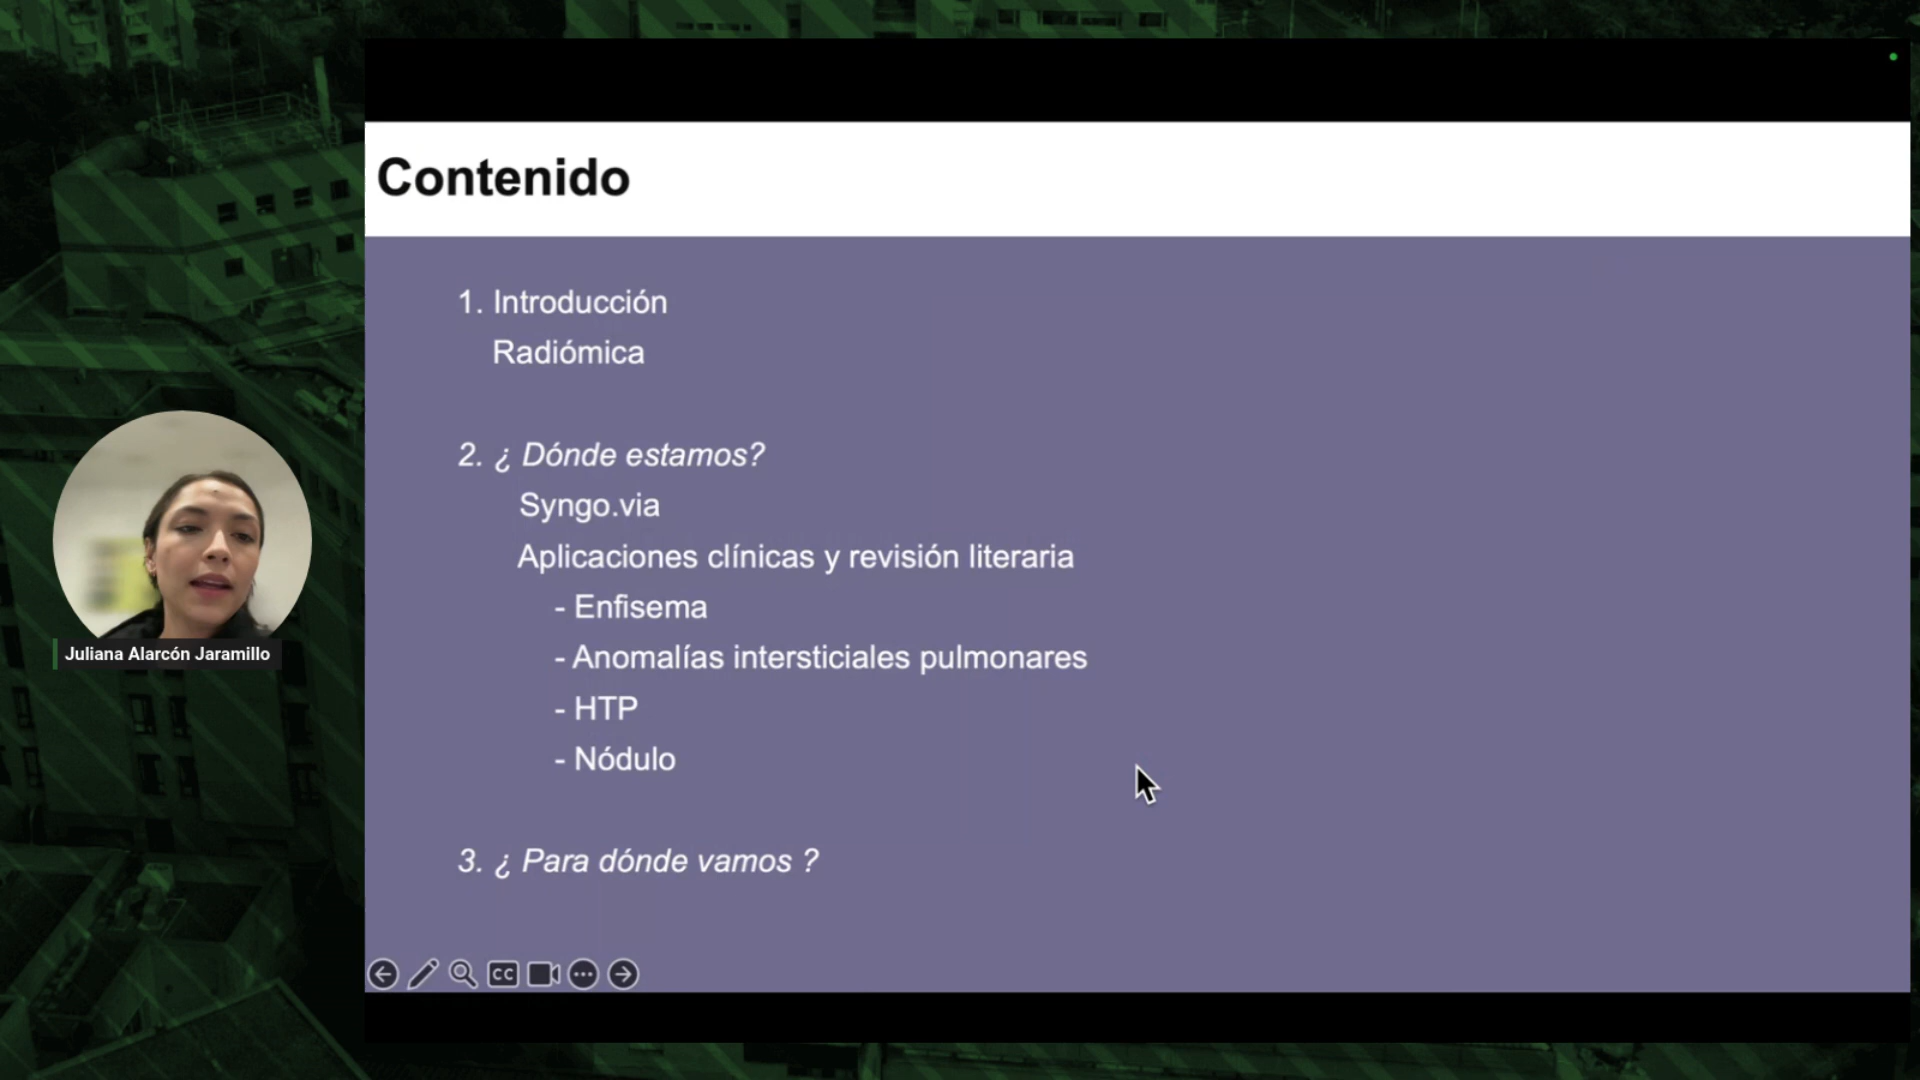 Contenido
1. Introducción
Radiómica
2. ¿ Dónde estamos?
Syngo.via
Aplicaciones clínicas y revisión literaria
- Enfisema
- Anomalías intersticiales pulmonares
- HTP
- Nódulo
3. ¿ Para dónde vamos ?
Juliana Alarcón Jaramillo
CC